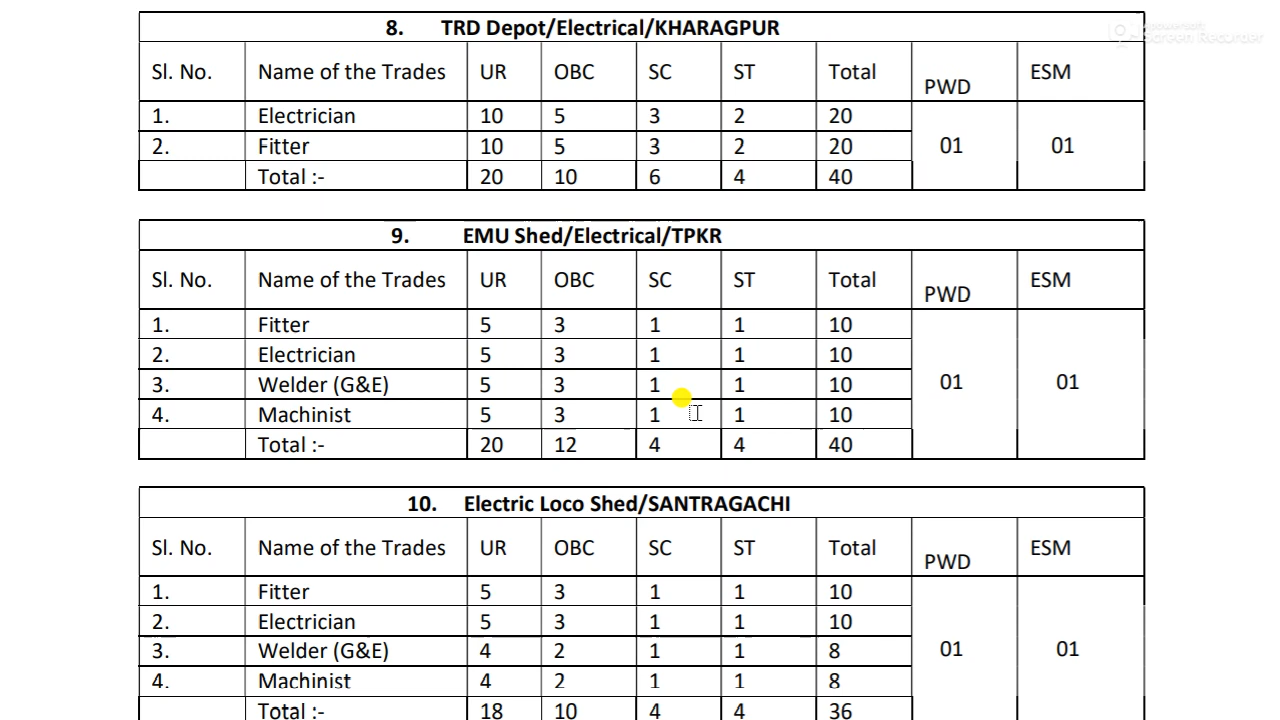 8. TRD Depot/Electrical/KHARAGPUR
Sl. No. Name of the Trades UR OBC SC ST Total PWD ESM
1. Electrician 10 5 3 2 20 01 01
2. Fitter 10 5 3 2 20
Total :- 20 10 6 4 40
9. EMU Shed/Electrical/TPKR
Sl. No. Name of the Trades UR OBC SC ST Total PWD ESM
1. Fitter 5 3 1 1 10
2. Electrician 5 3 1 1 10
3. Welder (G&E) 5 3 1 1 10 01 01
4. Machinist 5 3 1 1 10
Total :- 20 12 4 4 40
10. Electric Loco Shed/SANTRAGACHI
Sl. No. Name of the Trades UR OBC SC ST Total PWD ESM
1. Fitter 5 3 1 1 10
2. Electrician 5 3 1 1 10
3. Welder (G&E) 4 2 1 1 8 01 01
4. Machinist 4 2 1 1 8
Total :- 18 10 4 4 36
Screen Recorder